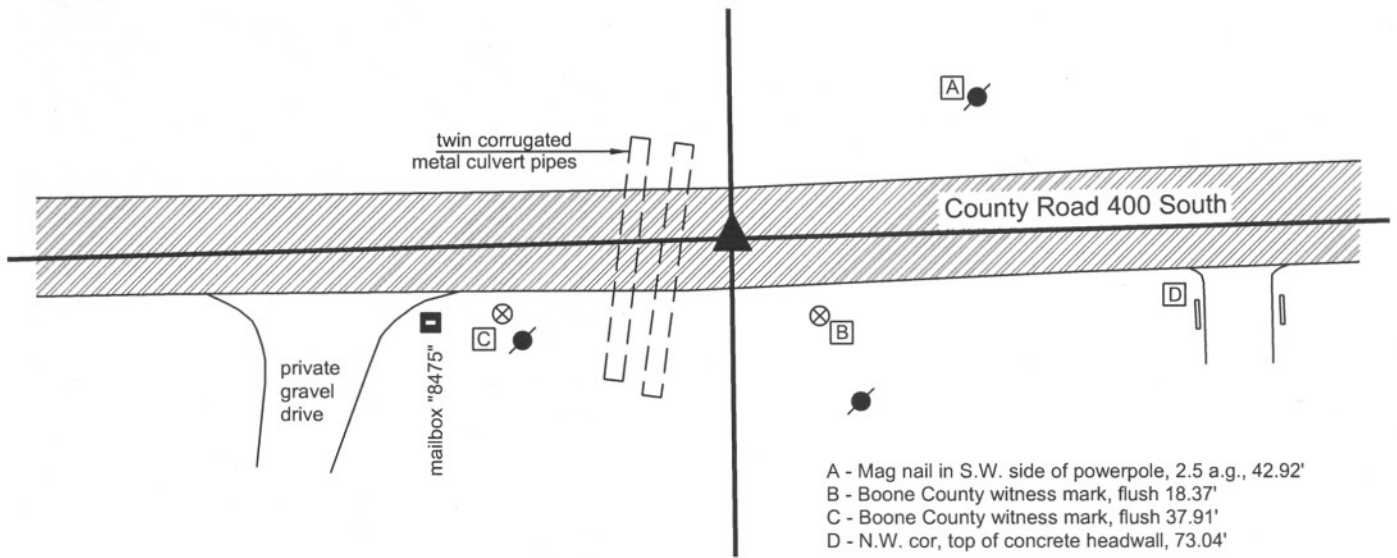 A
twin corrugated
metal culvert pipes
County Road 400 South
D
C
B
private
gravel
drive
mailbox "8475"
A - Mag nail in S.W. side of powerpole, 2.5 a.g., 42.92'
B - Boone County witness mark, flush 18.37'
C - Boone County witness mark, flush 37.91'
D - N.W. cor, top of concrete headwall, 73.04'